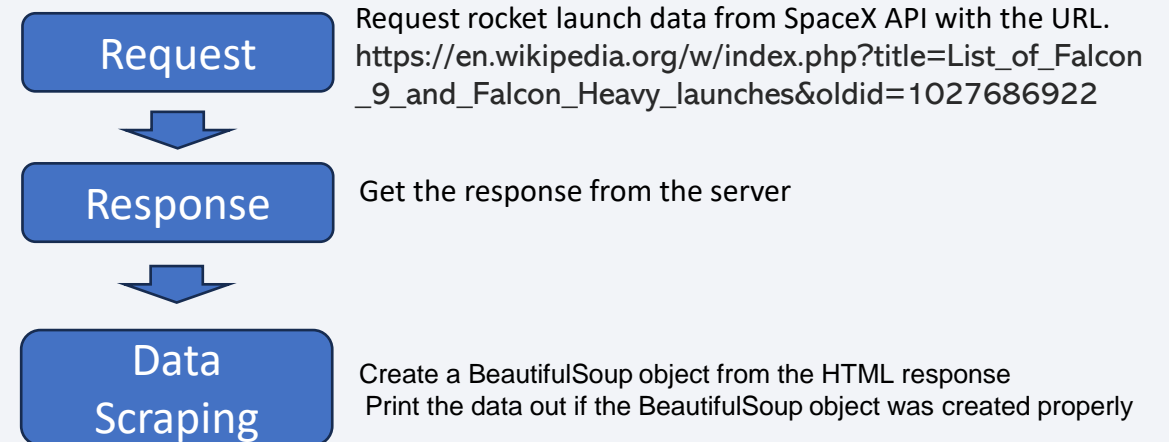 Request
Request rocket launch data from SpaceX API with the URL.
https://en.wikipedia.org/w/index.php?title=List_of_Falcon
_9_and_Falcon_Heavy_launches&oldid=1027686922
Response
Get the response from the server
Data
Scraping
Create a BeautifulSoup object from the HTML response
Print the data out if the BeautifulSoup object was created properly